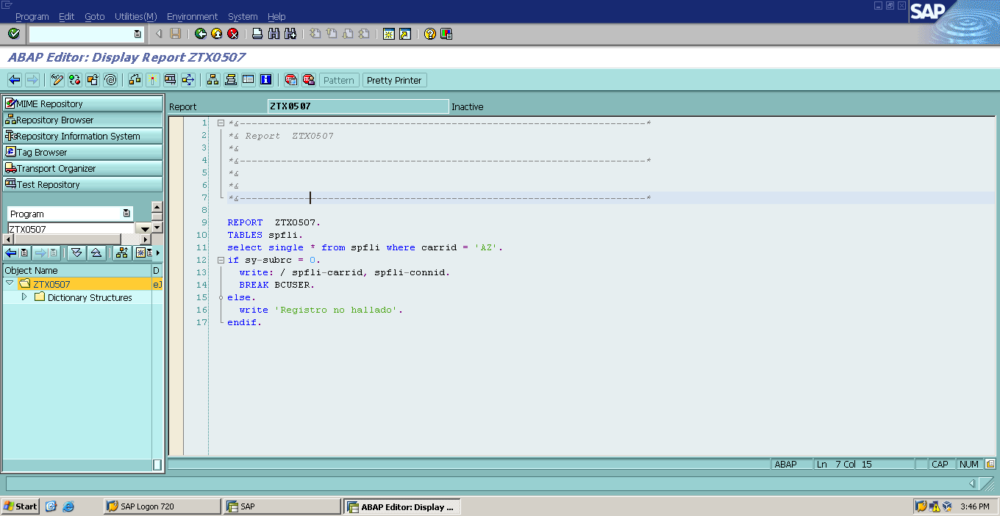 Program Edit Goto Utilities(M) Environment System Help
SAP
ABAP Editor: Display Report ZTX0507
Pattern Pretty Printer
MIME Repository
Repository Browser
Repository Information System
Tag Browser
Transport Organizer
Test Repository
Program
ZTX0507
Object Name D
ZTX0507
Dictionary Structures
Report ZTX0507 Inactive
1 *&---------------------------------------------------------------------*
2 *& Report  ZTX0507
3 *&
4 *&---------------------------------------------------------------------*
5 *&
6 *&
7 *&---------------------------------------------------------------------*
8
9 REPORT  ZTX0507.
10 TABLES spfli.
11 select single * from spfli where carrid = 'AZ'.
12 if sy-subrc = 0.
13   write: / spfli-carrid, spfli-connid.
14   BREAK BCUSER.
15 else.
16   write 'Registro no hallado'.
17 endif.
ABAP Ln 7 Col 15 CAP NUM
Start SAP Logon 720 SAP ABAP Editor: Display ... 3:46 PM